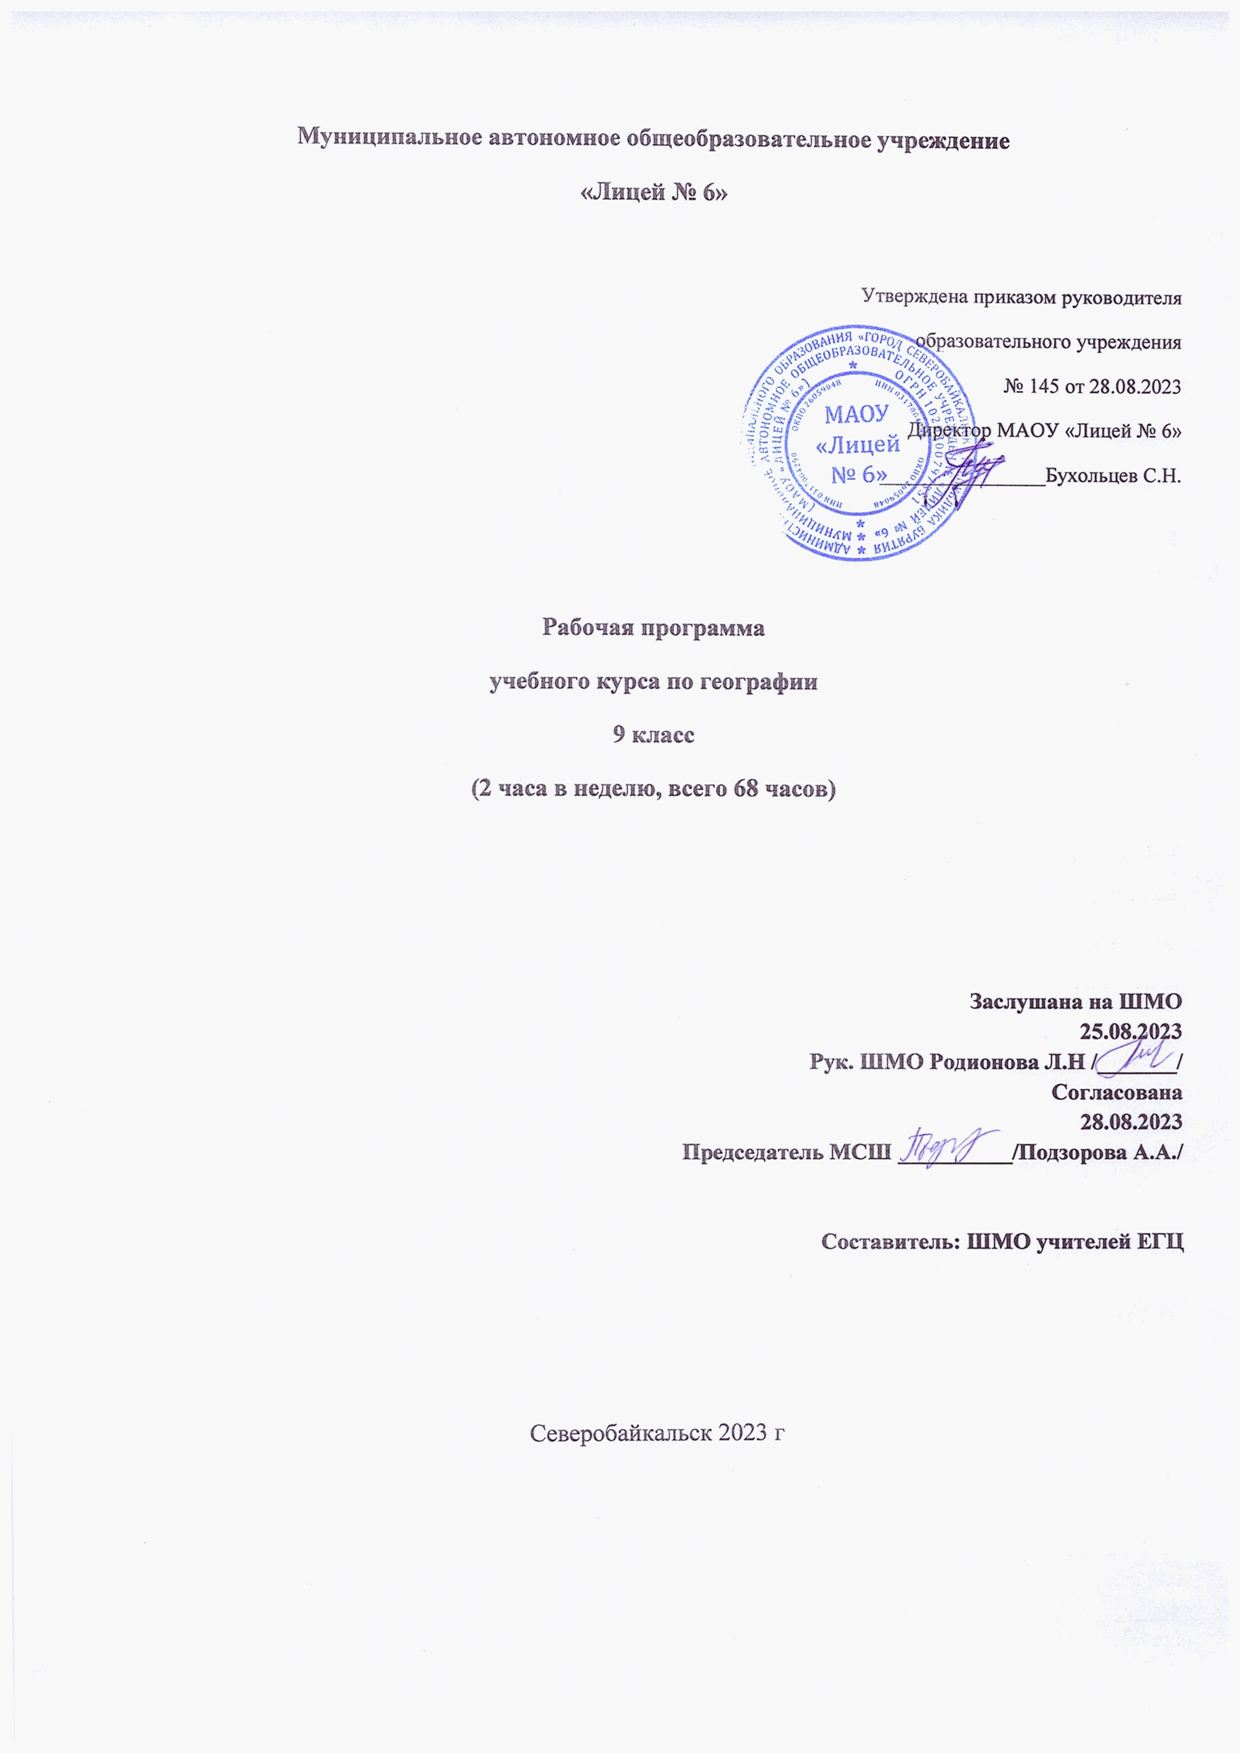 Муниципальное автономное общеобразовательное учреждение
«Лицей № 6»
Утверждена приказом руководителя
образовательного учреждения
№ 145 от 28.08.2023
Директор МАОУ «Лицей № 6»
Бухольцев С.Н.
МАОУ
«Лицей
№ 6»
Рабочая программа
учебного курса по географии
9 класс
(2 часа в неделю, всего 68 часов)
Заслушана на ШМО
25.08.2023
Рук. ШМО Родионова Л.Н /_______/
Согласована
28.08.2023
Председатель МСШ __________/Подзорова А.А./
Составитель: ШМО учителей ЕГЦ
Северобайкальск 2023 г